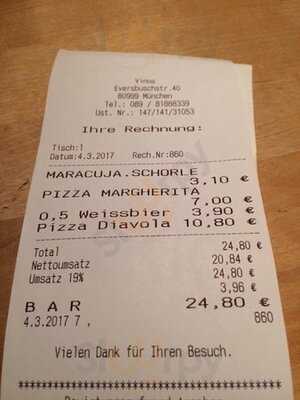 Vinus
Eversbuschstr.40
80999 München
Tel.: 089 / 81888339
Ust. Nr.: 147/141/31053
Ihre Rechnung:
Tisch:1
Datum:4.3.2017 Rech.Nr:860
MARACUJA.SCHORLE
3,10 €
PIZZA MARGHERITA
7,00 €
0,5 Weissbier 3,90 €
Pizza Diavola 10,80 €
Total 24,80 €
Nettoumsatz 20,84 €
Umsatz 19% 24,80 €
3,96 €
BAR 24,80 €
4.3.2017 7 , 860
Vielen Dank für Ihren Besuch.